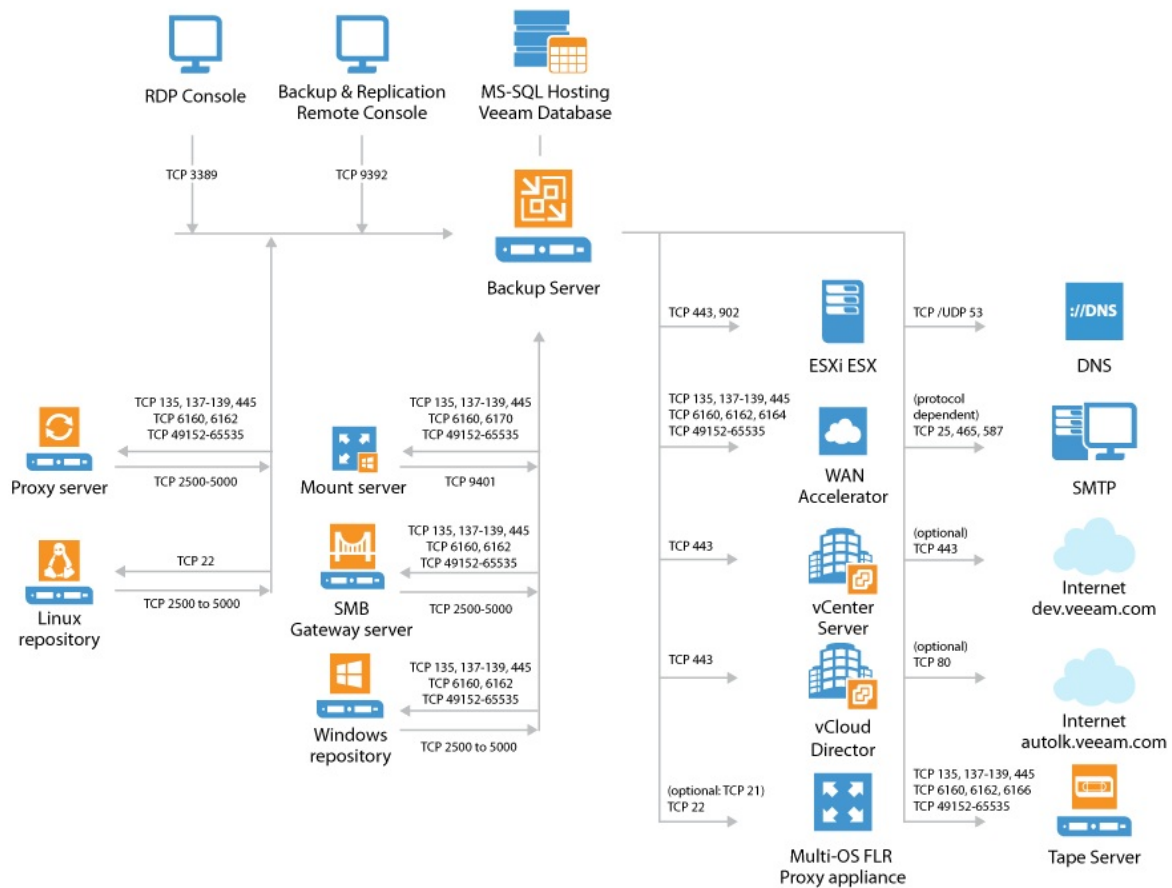 RDP Console
Backup & Replication
Remote Console
MS-SQL Hosting
Veeam Database
TCP 3389
TCP 9392
Backup Server
TCP 135, 137-139, 445
TCP 6160, 6162
TCP 49152-65535
Proxy server
TCP 2500-5000
TCP 22
Linux
repository
TCP 2500 to 5000
TCP 135, 137-139, 445
TCP 6160, 6170
TCP 49152-65535
Mount server
TCP 9401
TCP 135, 137-139, 445
TCP 6160, 6162
TCP 49152-65535
SMB
Gateway server
TCP 2500-5000
TCP 135, 137-139, 445
TCP 6160, 6162
TCP 49152-65535
Windows
repository
TCP 2500 to 5000
TCP 443, 902
ESXi ESX
TCP 135, 137-139, 445
TCP 6160, 6162, 6164
TCP 49152-65535
WAN
Accelerator
TCP 443
vCenter
Server
TCP 443
vCloud
Director
(optional: TCP 21)
TCP 22
Multi-OS FLR
Proxy appliance
TCP /UDP 53
://DNS
DNS
(protocol
dependent)
TCP 25, 465, 587
SMTP
(optional)
TCP 443
Internet
dev.veeam.com
(optional)
TCP 80
Internet
autolk.veeam.com
TCP 135, 137-139, 445
TCP 6160, 6162, 6166
TCP 49152-65535
Tape Server